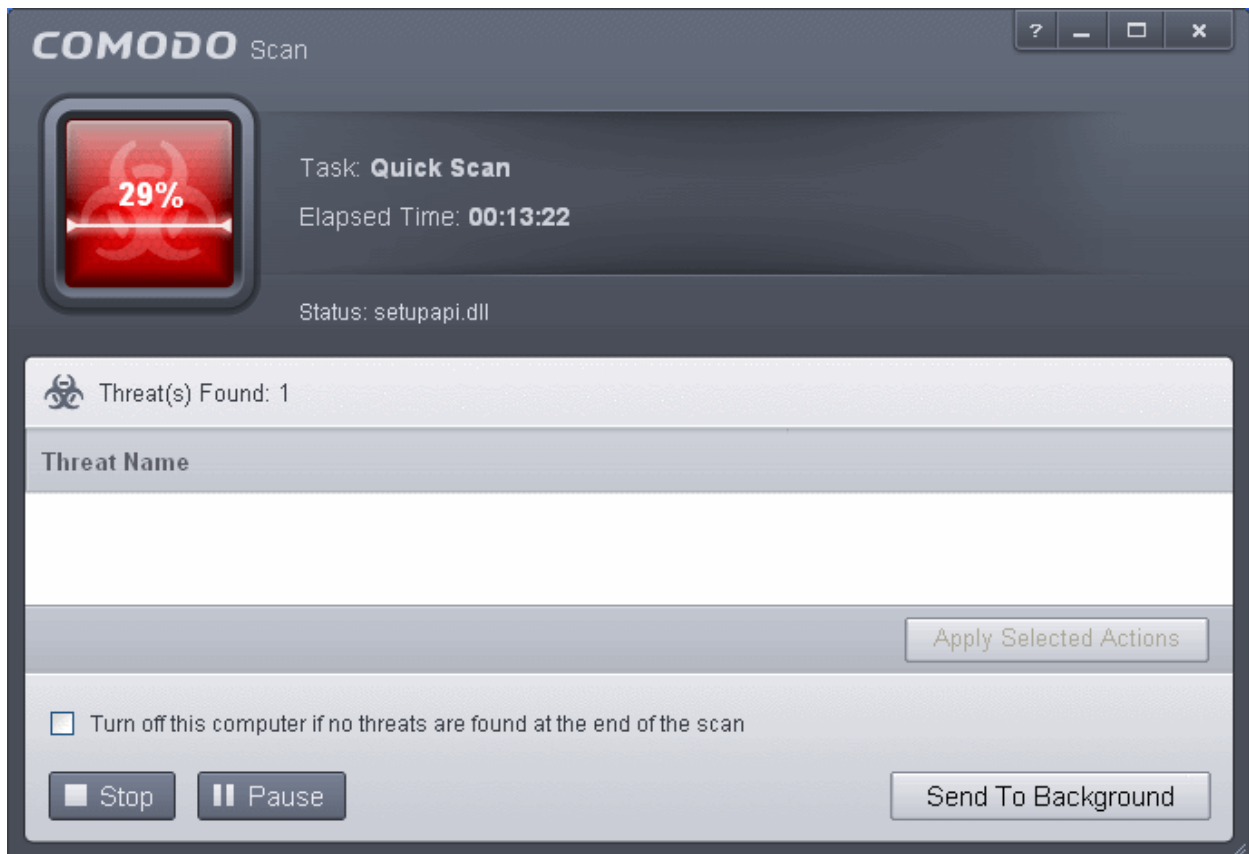 COMODO Scan
?
29%
Task: Quick Scan
Elapsed Time: 00:13:22
Status: setupapi.dll
Threat(s) Found: 1
Threat Name
Apply Selected Actions
Turn off this computer if no threats are found at the end of the scan
Stop
Pause
Send To Background